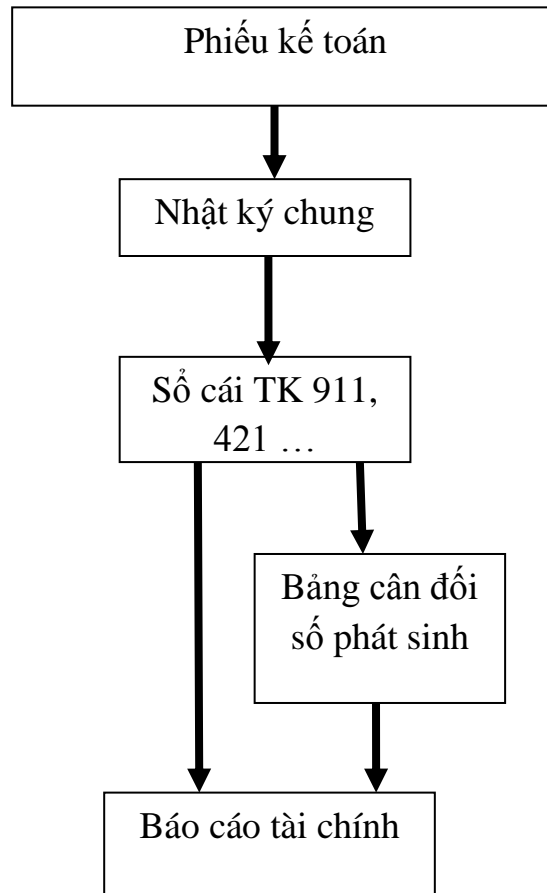 Phiếu kế toán
Nhật ký chung
Sổ cái TK 911,
421 …
Bảng cân đối
số phát sinh
Báo cáo tài chính